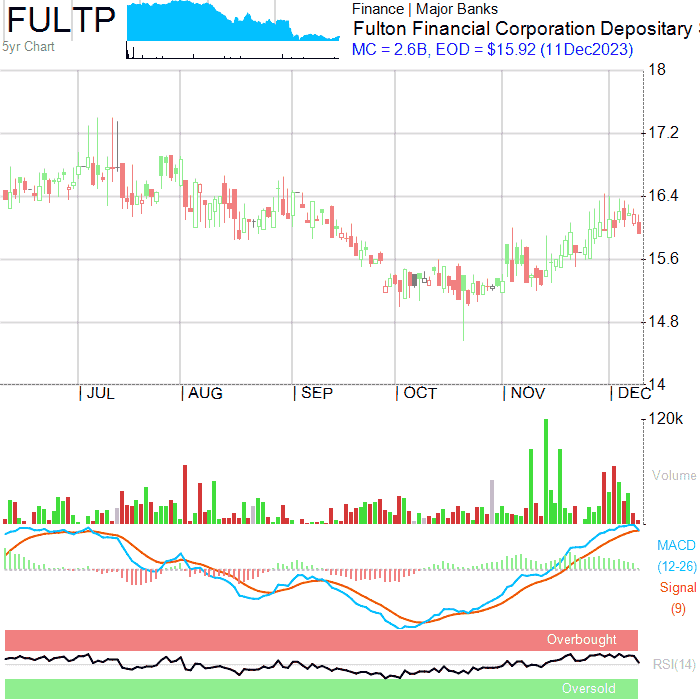 FULTP
5yr Chart
Finance | Major Banks
Fulton Financial Corporation Depositary
MC = 2.6B, EOD = $15.92 (11Dec2023)
18
17.2
16.4
15.6
14.8
14
JUL AUG SEP OCT NOV DEC
120k
Volume
MACD
(12-26)
Signal
(9)
Overbought
RSI(14)
Oversold